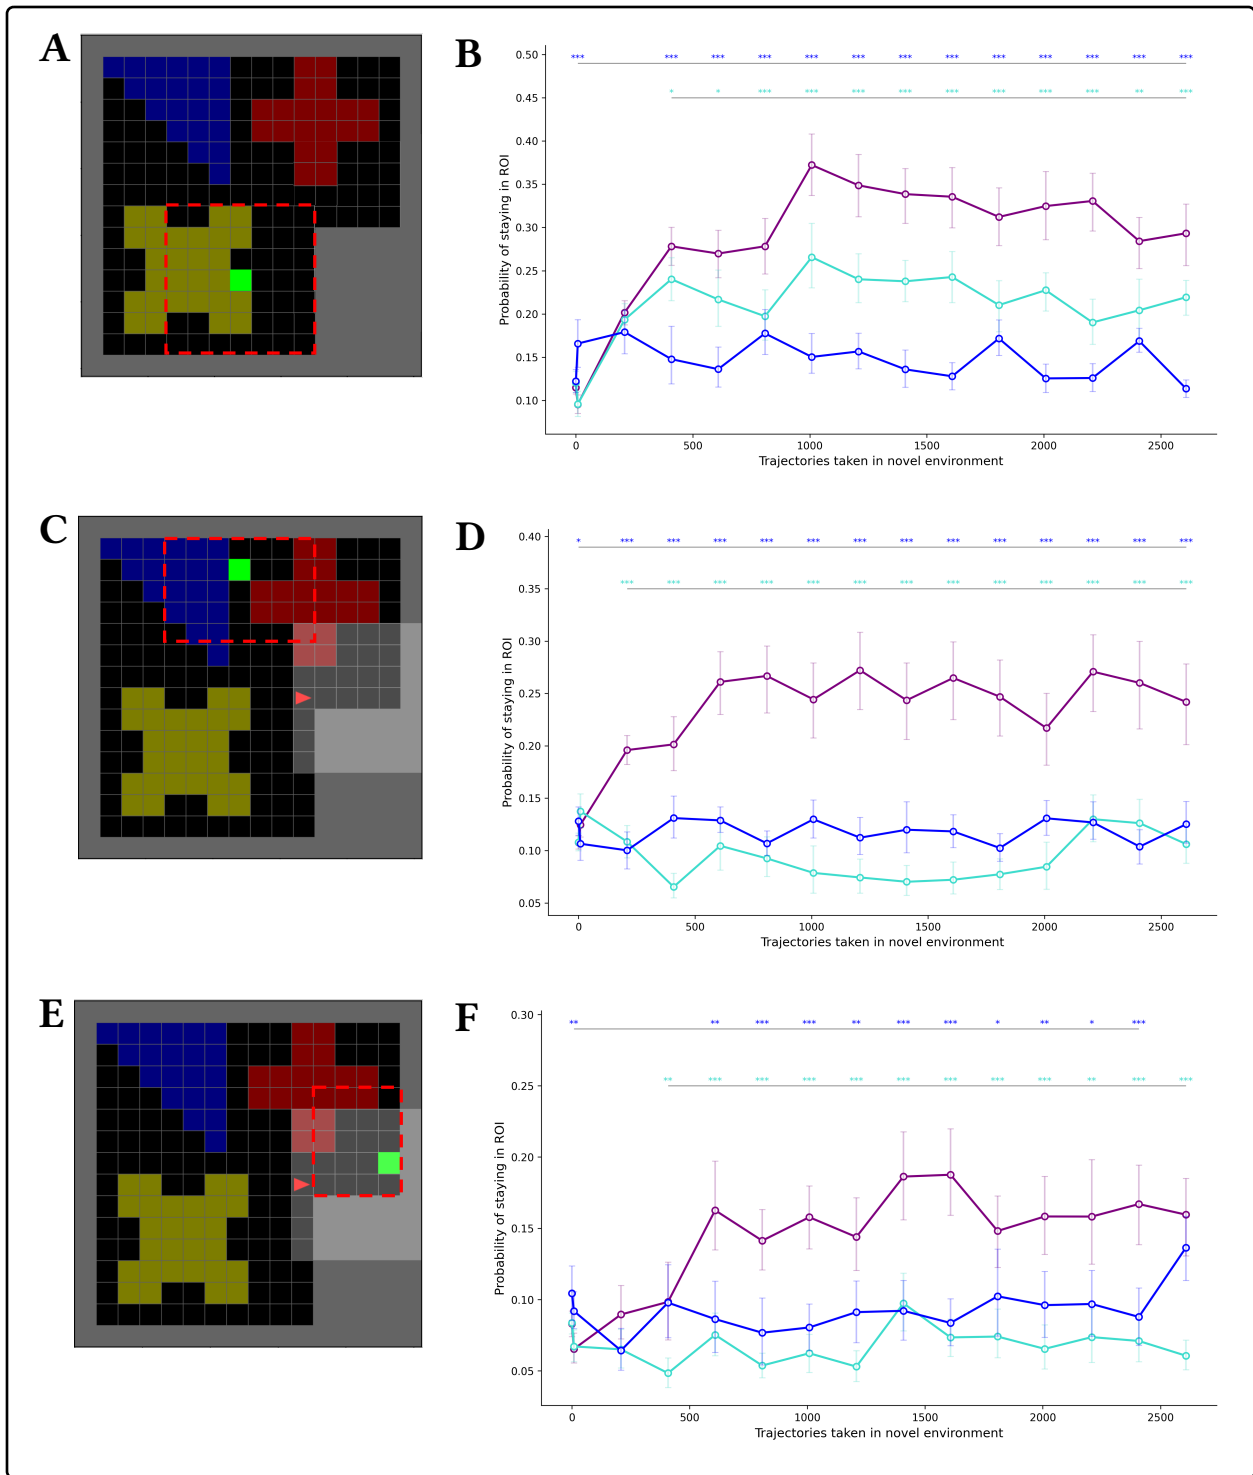 A
B
*** *** *** *** *** *** *** *** *** *** *** *** ***
* * *** *** *** *** *** *** *** *** ** ***
0.50
0.45
0.40
0.35
0.30
0.25
0.20
0.15
0.10
Probability of staying in ROI
0 500 1000 1500 2000 2500
Trajectories taken in novel environment
C
D
* *** *** *** *** *** *** *** *** *** *** *** *** ***
*** *** *** *** *** *** *** *** *** *** *** *** ***
0.40
0.35
0.30
0.25
0.20
0.15
0.10
0.05
Probability of staying in ROI
0 500 1000 1500 2000 2500
Trajectories taken in novel environment
E
F
** ** *** *** ** *** *** * ** * ***
** *** *** *** *** *** *** *** *** ** *** ***
0.30
0.25
0.20
0.15
0.10
0.05
Probability of staying in ROI
0 500 1000 1500 2000 2500
Trajectories taken in novel environment